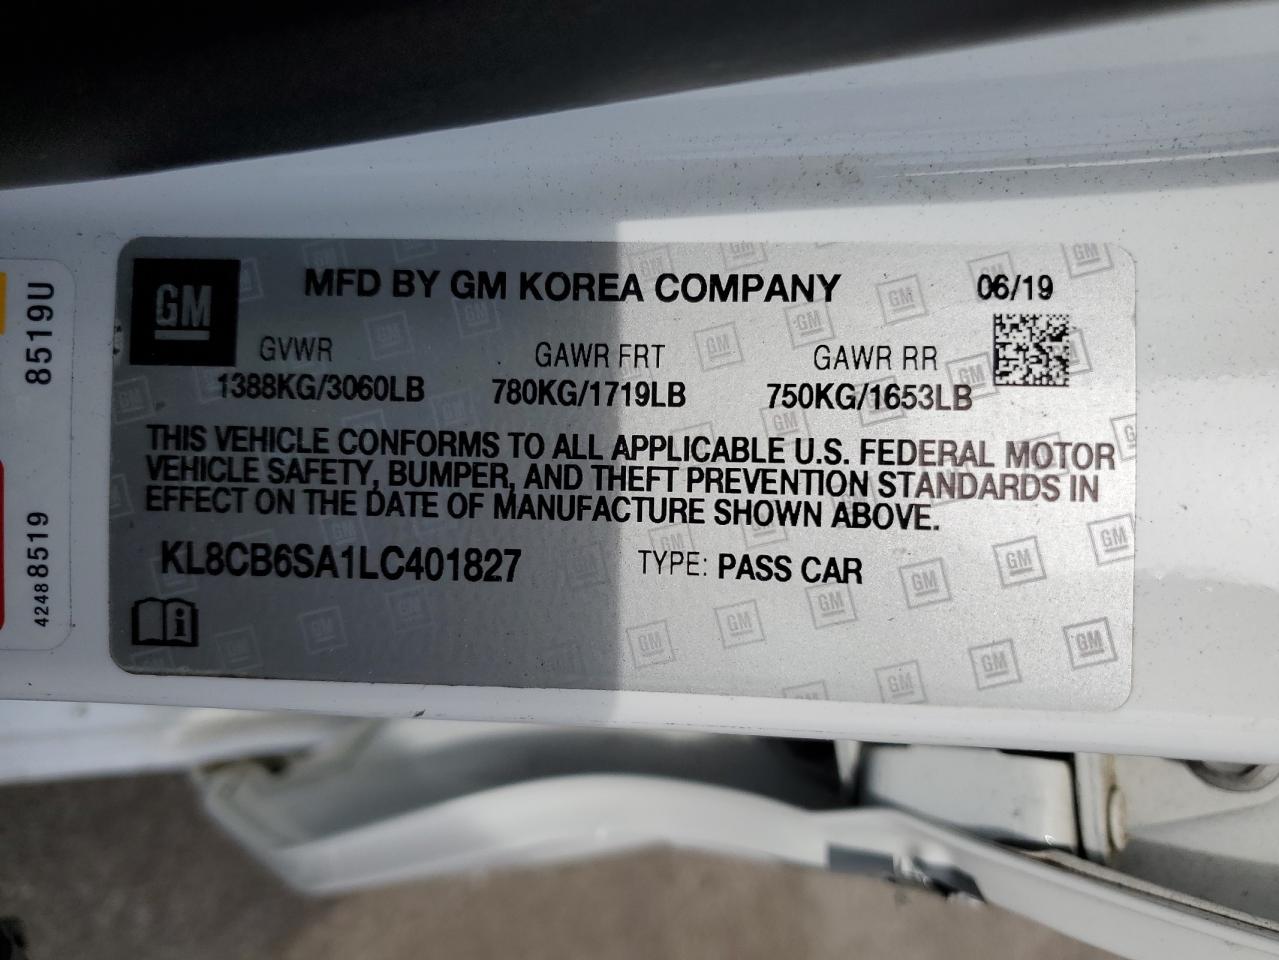 GM
MFD BY GM KOREA COMPANY
06/19
GVWR GAWR FRT GAWR RR
1388KG/3060LB 780KG/1719LB 750KG/1653LB
THIS VEHICLE CONFORMS TO ALL APPLICABLE U.S. FEDERAL MOTOR
VEHICLE SAFETY, BUMPER, AND THEFT PREVENTION STANDARDS IN
EFFECT ON THE DATE OF MANUFACTURE SHOWN ABOVE.
KL8CB6SA1LC401827 TYPE: PASS CAR
i
42488519 8519U